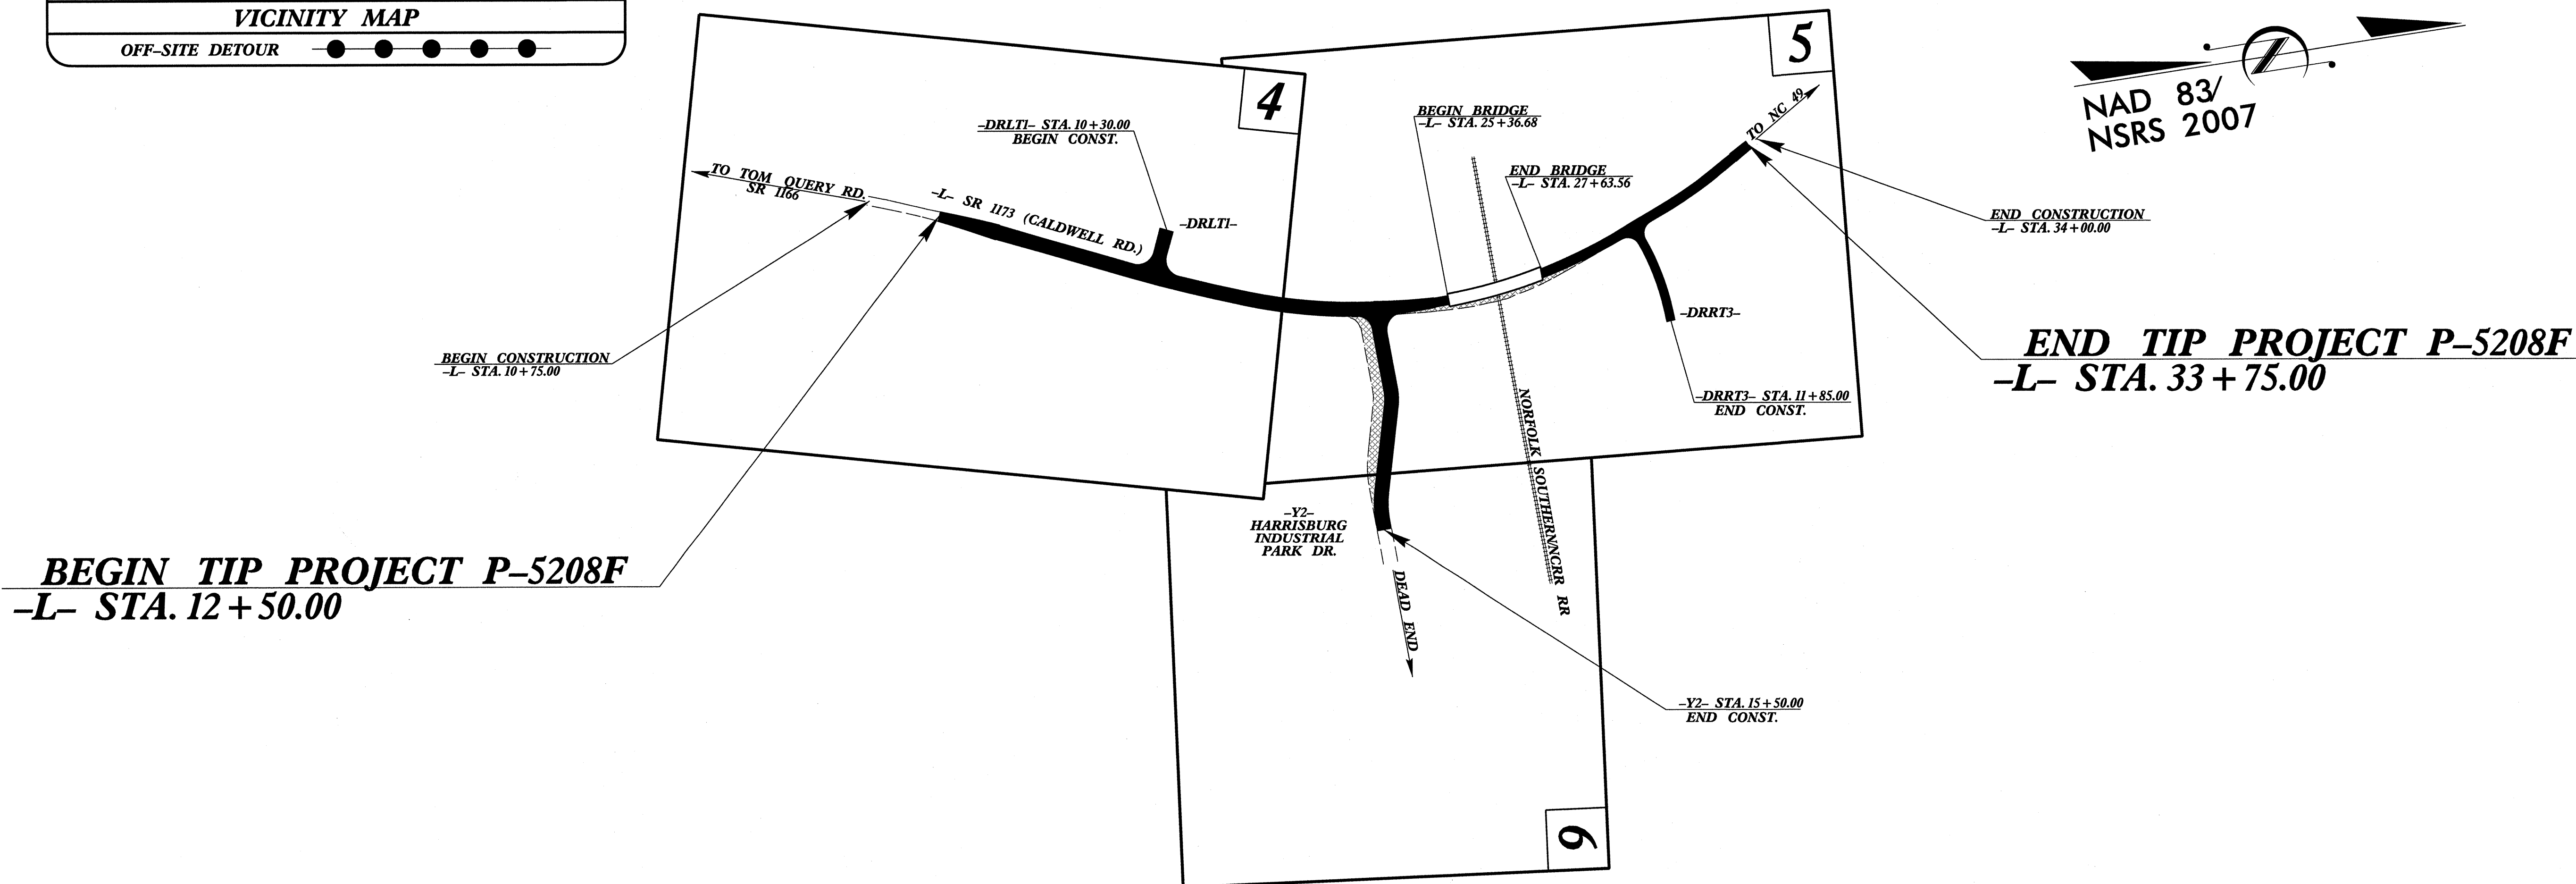 VICINITY MAP
OFF-SITE DETOUR
4
5
NAD 83/
NSRS 2007
-DRLT1- STA. 10+30.00
BEGIN CONST.
BEGIN BRIDGE
-L- STA. 25+36.68
TO NC 49
END BRIDGE
-L- STA. 27+63.56
TO TOM QUERY RD.
SR 1166
-L- SR 1173 (CALDWELL RD.)
-DRLT1-
END CONSTRUCTION
-L- STA. 34+00.00
-DRRT3-
BEGIN CONSTRUCTION
-L- STA. 10+75.00
END TIP PROJECT P-5208F
-L- STA. 33+75.00
-DRRT3- STA. 11+85.00
END CONST.
NORFOLK SOUTHERN/NCRR RR
-Y2-
HARRISBURG
INDUSTRIAL
PARK DR.
BEGIN TIP PROJECT P-5208F
-L- STA. 12+50.00
DEAD END
-Y2- STA. 15+50.00
END CONST.
6